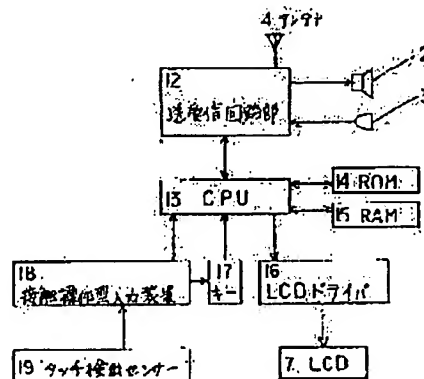 4 アンテナ
12
送受信回路部
2
3
13 CPU
14 ROM
15 RAM
18
接触操作型入力装置
17
キー
16
LCDドライバ
19 タッチ検出センサー
7. LCD